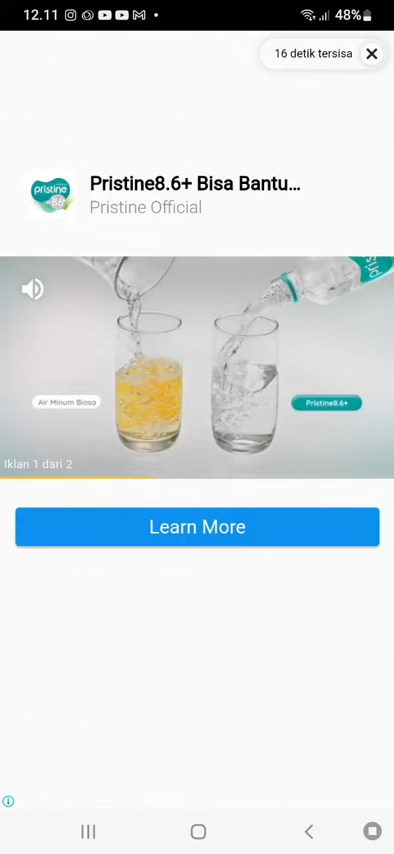 12.11
48%
16 detik tersisa
pristine
8.6+
Pristine8.6+ Bisa Bantu...
Pristine Official
pris
Air Minum Biasa
Pristine8.6+
Iklan 1 dari 2
Learn More